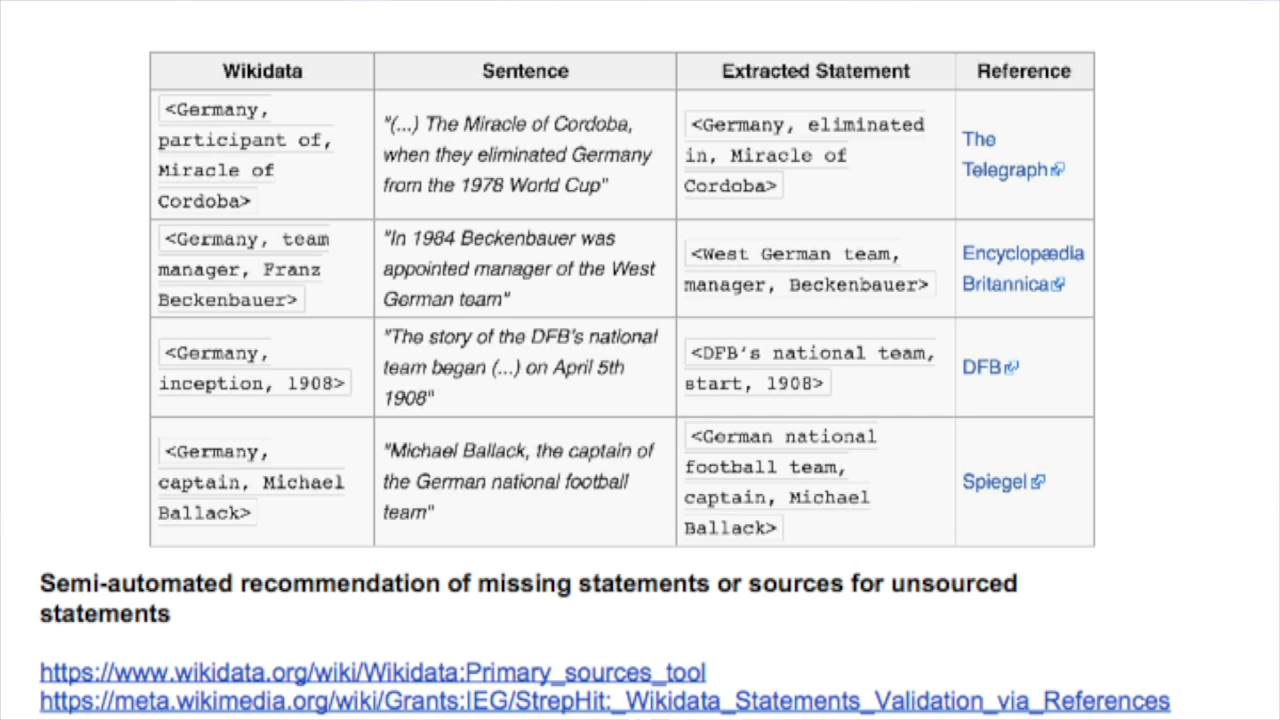 Wikidata Sentence Extracted Statement Reference
<Germany,
participant of,
Miracle of
Cordoba>
"(...) The Miracle of Cordoba,
when they eliminated Germany
from the 1978 World Cup"
<Germany, eliminated
in, Miracle of
Cordoba>
The
Telegraph
<Germany, team
manager, Franz
Beckenbauer>
"In 1984 Beckenbauer was
appointed manager of the West
German team"
<West German team,
manager, Beckenbauer>
Encyclopædia
Britannica
<Germany,
inception, 1908>
"The story of the DFB's national
team began (...) on April 5th
1908"
<DFB's national team,
start, 1908>
DFB
<Germany,
captain, Michael
Ballack>
"Michael Ballack, the captain of
the German national football
team"
<German national
football team,
captain, Michael
Ballack>
Spiegel
Semi-automated recommendation of missing statements or sources for unsourced
statements
https://www.wikidata.org/wiki/Wikidata:Primary_sources_tool
https://meta.wikimedia.org/wiki/Grants:IEG/StrepHit:_Wikidata_Statements_Validation_via_References